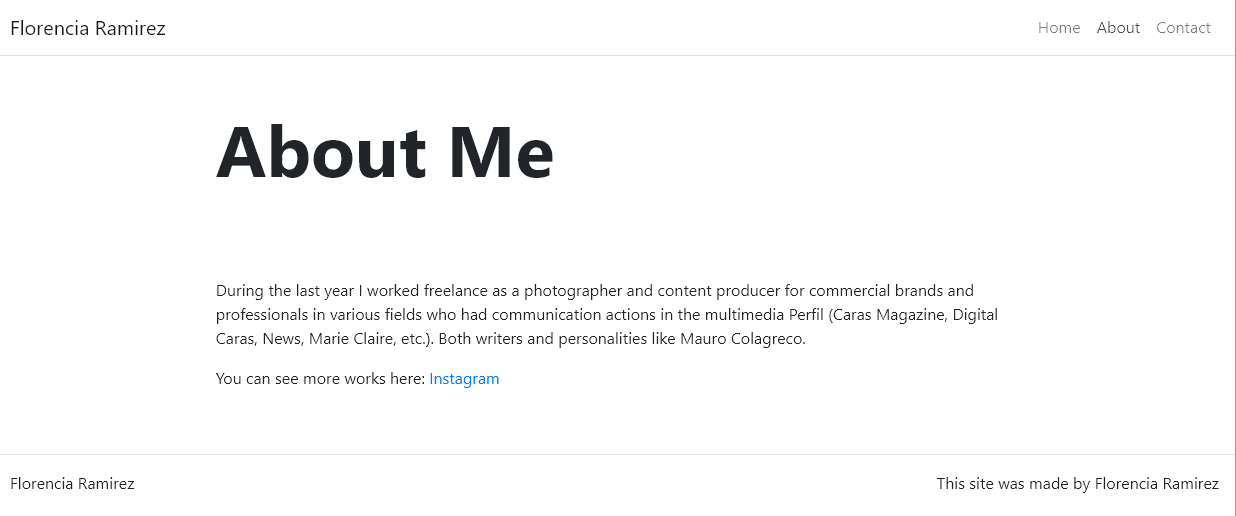 Florencia Ramirez
Home About Contact
About Me
During the last year I worked freelance as a photographer and content producer for commercial brands and
professionals in various fields who had communication actions in the multimedia Perfil (Caras Magazine, Digital
Caras, News, Marie Claire, etc.). Both writers and personalities like Mauro Colagreco.
You can see more works here: Instagram
Florencia Ramirez
This site was made by Florencia Ramirez